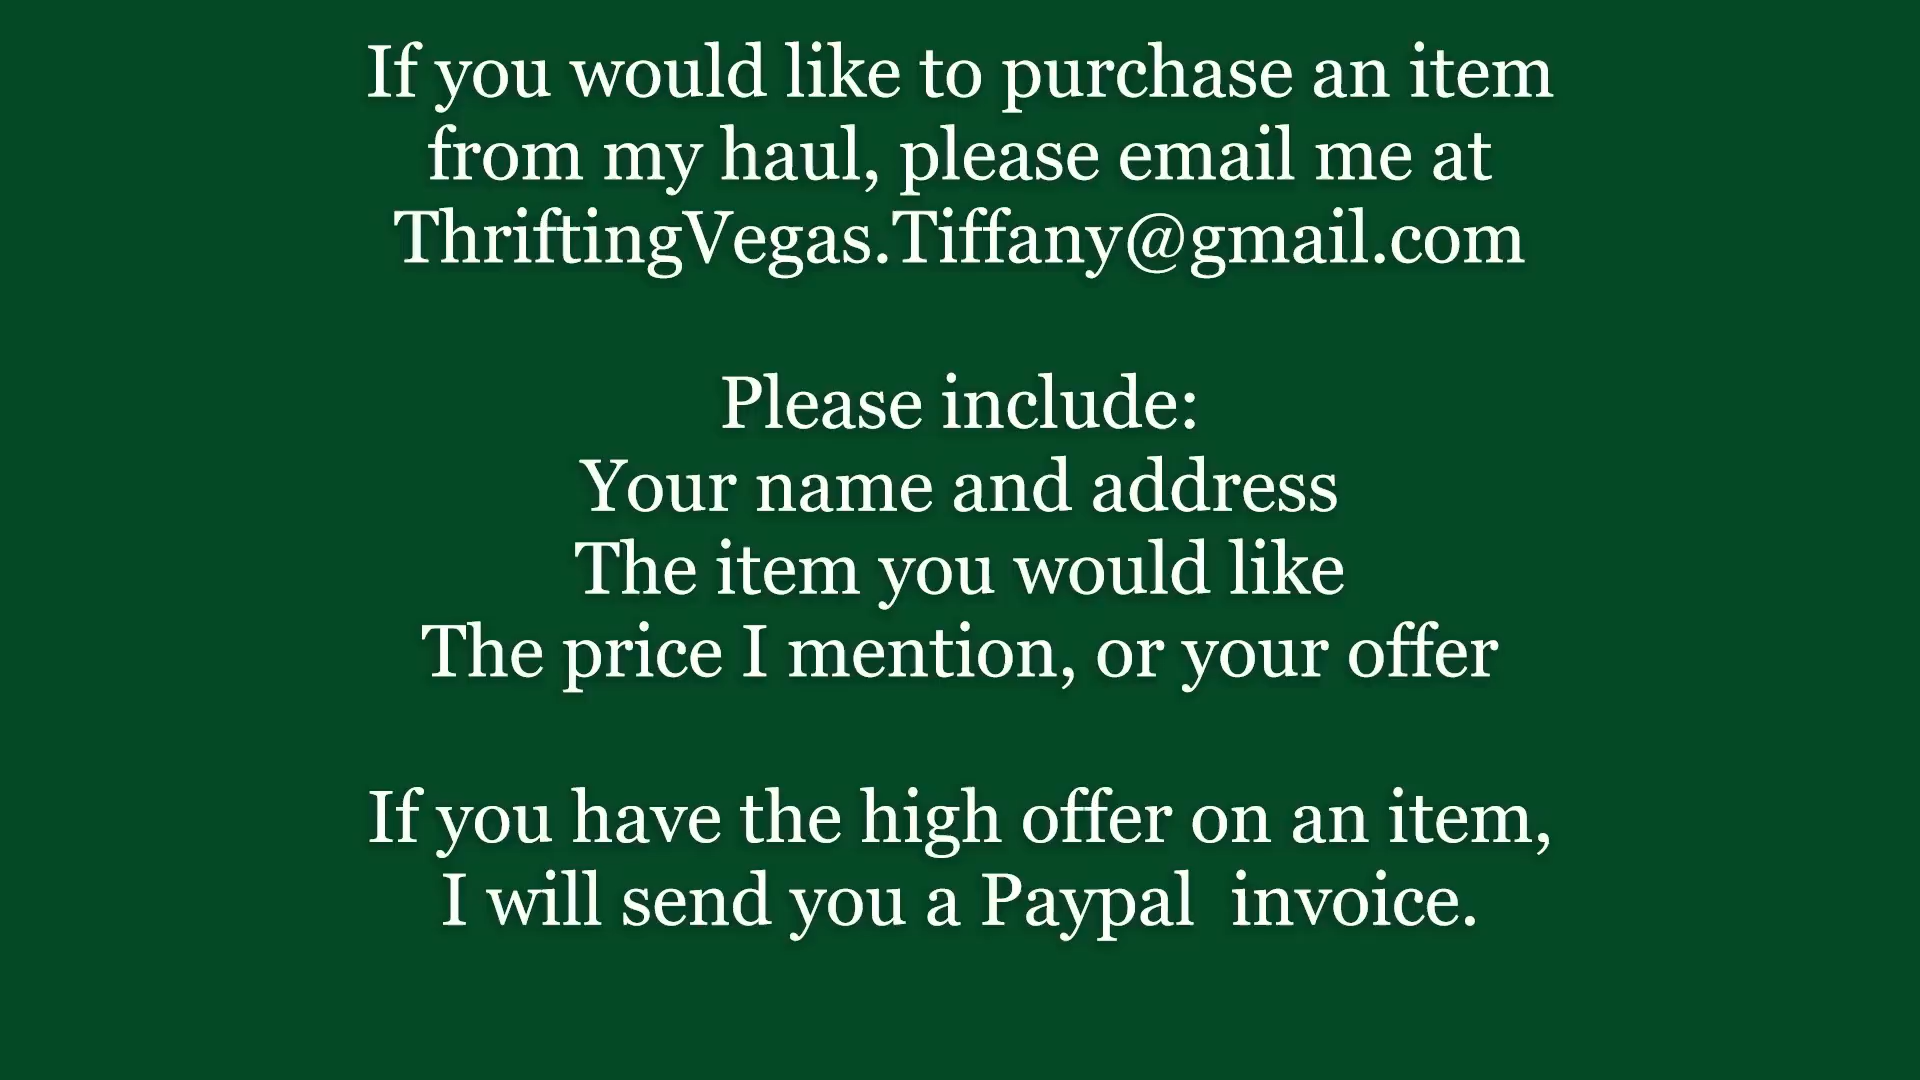 If you would like to purchase an item
from my haul, please email me at
ThriftingVegas.Tiffany@gmail.com
Please include:
Your name and address
The item you would like
The price I mention, or your offer
If you have the high offer on an item,
I will send you a Paypal  invoice.